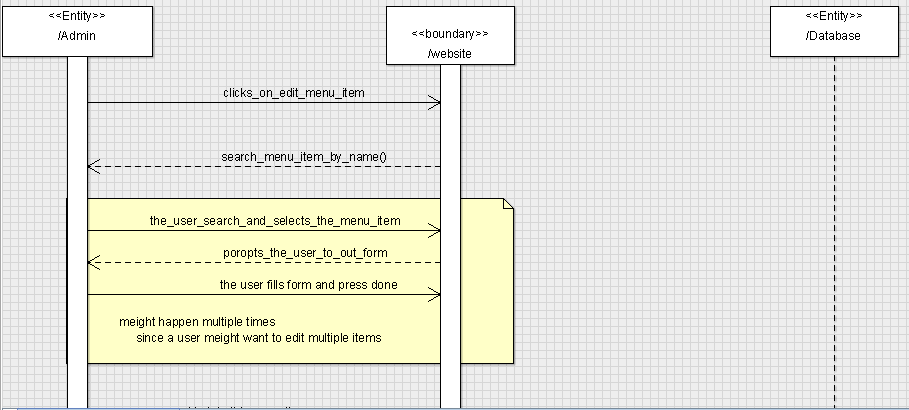 <<Entity>>
/Admin
<<boundary>>
/website
<<Entity>>
/Database
clicks_on_edit_menu_item
search_menu_item_by_name()
the_user_search_and_selects_the_menu_item
poropts_the_user_to_out_form
the user fills form and press done
meight happen multiple times
since a user meight want to edit multiple items